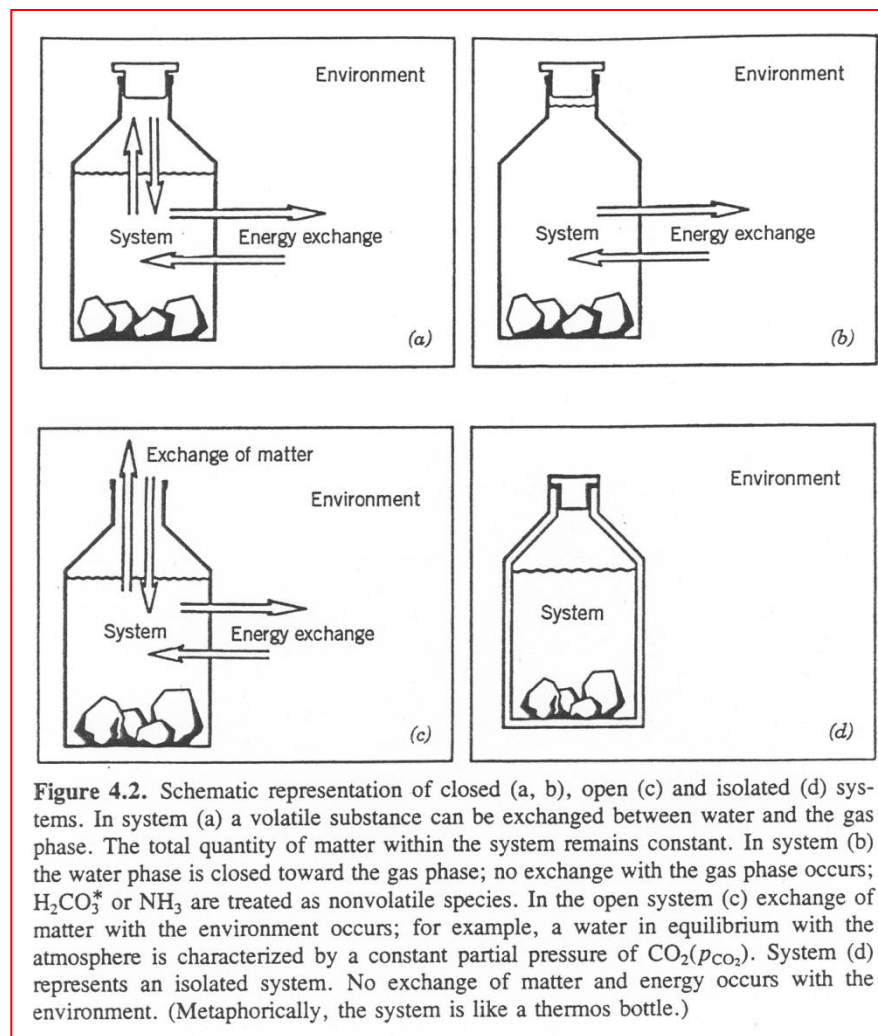 Environment
System
Energy exchange
(a)
Environment
System
Energy exchange
(b)
Exchange of matter
Environment
System
Energy exchange
(c)
Environment
System
(d)
Figure 4.2. Schematic representation of closed (a, b), open (c) and isolated (d) sys-
tems. In system (a) a volatile substance can be exchanged between water and the gas
phase. The total quantity of matter within the system remains constant. In system (b)
the water phase is closed toward the gas phase; no exchange with the gas phase occurs;
H₂CO₃* or NH₃ are treated as nonvolatile species. In the open system (c) exchange of
matter with the environment occurs; for example, a water in equilibrium with the
atmosphere is characterized by a constant partial pressure of CO₂(p_CO₂). System (d)
represents an isolated system. No exchange of matter and energy occurs with the
environment. (Metaphorically, the system is like a thermos bottle.)